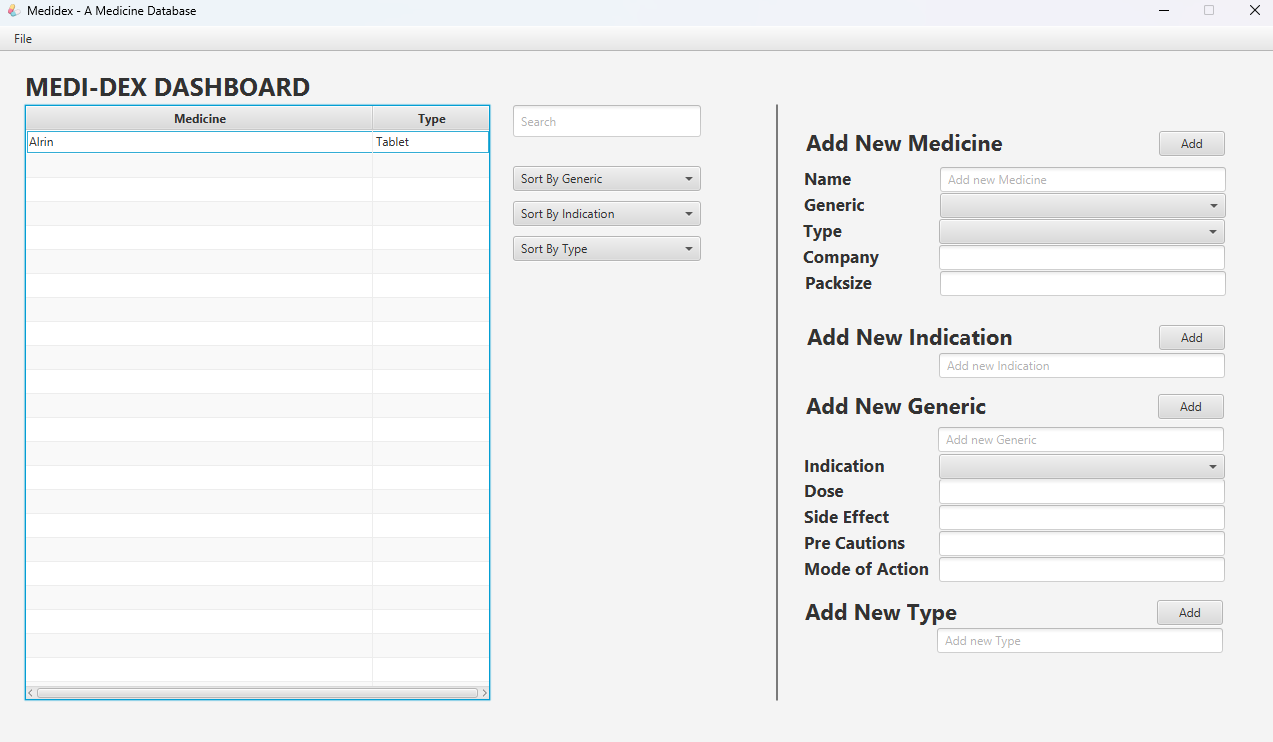 Medidex - A Medicine Database
File
MEDI-DEX DASHBOARD
Medicine Type
Alrin Tablet
Search
Sort By Generic
Sort By Indication
Sort By Type
Add New Medicine Add
Name Add new Medicine
Generic
Type
Company
Packsize
Add New Indication Add
Add new Indication
Add New Generic Add
Add new Generic
Indication
Dose
Side Effect
Pre Cautions
Mode of Action
Add New Type Add
Add new Type